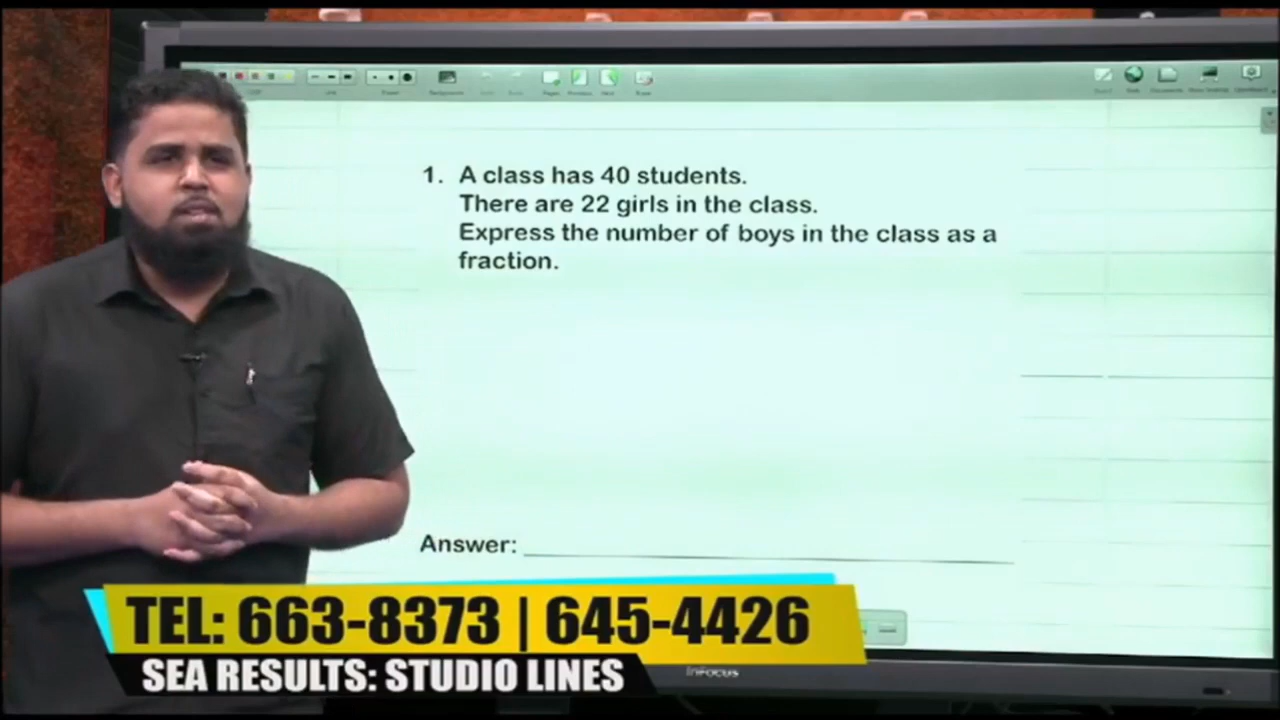 1. A class has 40 students.
There are 22 girls in the class.
Express the number of boys in the class as a
fraction.
Answer:
TEL: 663-8373 | 645-4426
SEA RESULTS: STUDIO LINES
InFocus